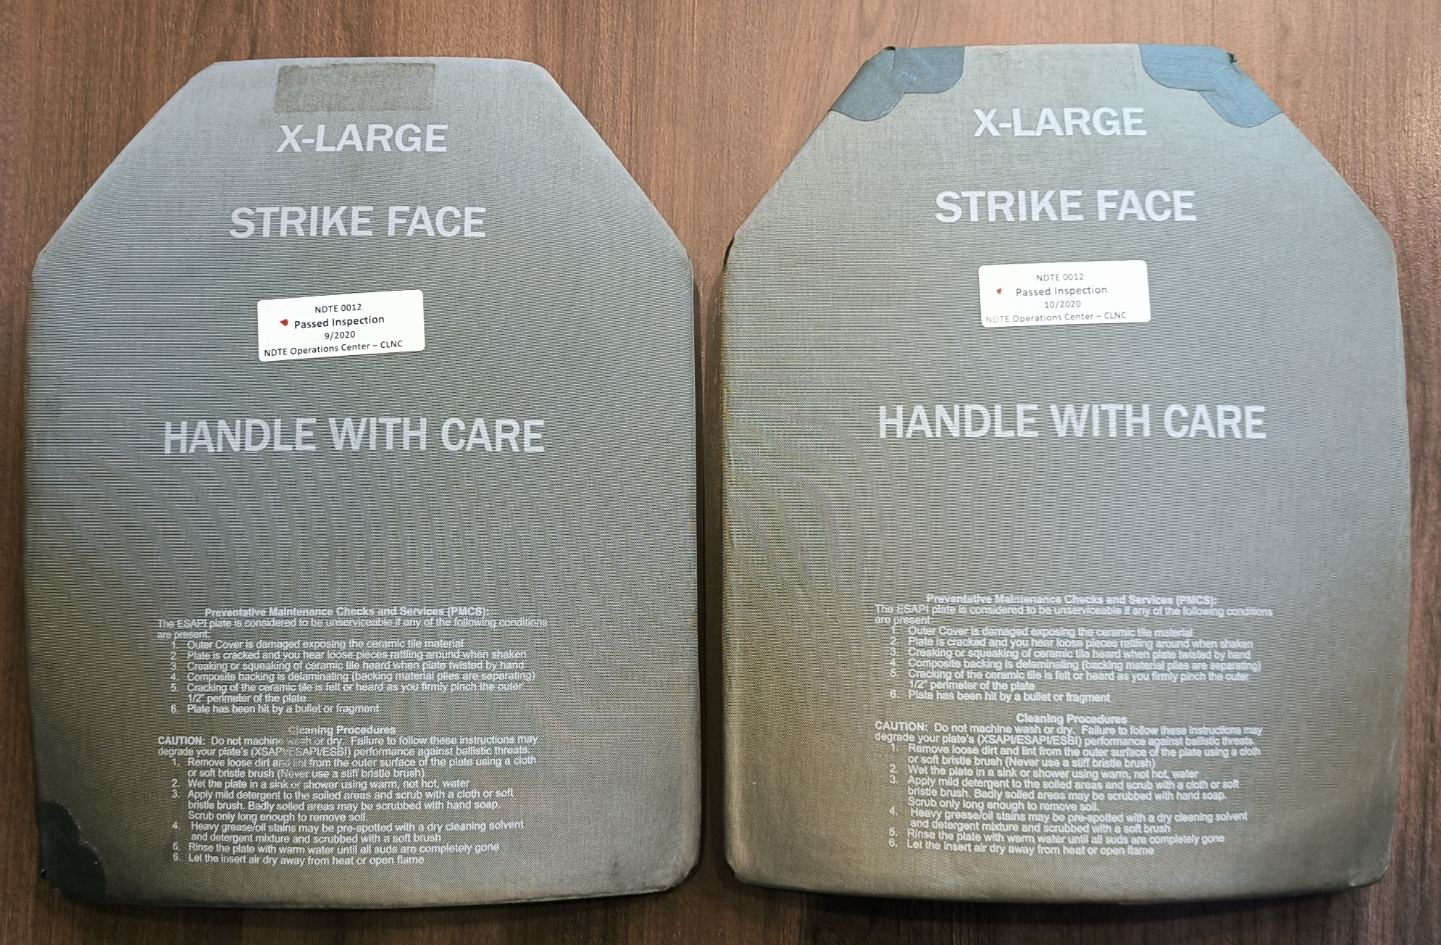 X-LARGE
STRIKE FACE
NDTE 0012
Passed Inspection
9/2020
NDTE Operations Center – CLNC
HANDLE WITH CARE
Preventative Maintenance Checks and Services (PMCS):
The ESAPI plate is considered to be unserviceable if any of the following conditions
are present:
1. Outer Cover is damaged exposing the ceramic tile material
2. Plate is cracked and you hear loose pieces rattling around when shaken
3. Creaking or squeaking of ceramic tile heard when plate twisted by hand
4. Composite backing is delaminating (backing material plies are separating)
5. Cracking of the ceramic tile is felt or heard as you firmly pinch the outer
1/2" perimeter of the plate
6. Plate has been hit by a bullet or fragment
Cleaning Procedures
CAUTION: Do not machine wash or dry. Failure to follow these instructions may
degrade your plate's (XSAPI/ESAPI/ESBI) performance against ballistic threats.
1. Remove loose dirt and lint from the outer surface of the plate using a cloth
or soft bristle brush (Never use a stiff bristle brush)
2. Wet the plate in a sink or shower using warm, not hot, water
3. Apply mild detergent to the soiled areas and scrub with a cloth or soft
bristle brush. Badly soiled areas may be scrubbed with hand soap.
Scrub only long enough to remove soil.
4. Heavy grease/oil stains may be pre-spotted with a dry cleaning solvent
and detergent mixture and scrubbed with a soft brush
5. Rinse the plate with warm water until all suds are completely gone
6. Let the insert air dry away from heat or open flame
X-LARGE
STRIKE FACE
NDTE 0012
Passed Inspection
10/2020
NDTE Operations Center – CLNC
HANDLE WITH CARE
Preventative Maintenance Checks and Services (PMCS):
The ESAPI plate is considered to be unserviceable if any of the following conditions
are present:
1. Outer Cover is damaged exposing the ceramic tile material
2. Plate is cracked and you hear loose pieces rattling around when shaken
3. Creaking or squeaking of ceramic tile heard when plate twisted by hand
4. Composite backing is delaminating (backing material plies are separating)
5. Cracking of the ceramic tile is felt or heard as you firmly pinch the outer
1/2" perimeter of the plate
6. Plate has been hit by a bullet or fragment
Cleaning Procedures
CAUTION: Do not machine wash or dry. Failure to follow these instructions may
degrade your plate's (XSAPI/ESAPI/ESBI) performance against ballistic threats
1. Remove loose dirt and lint from the outer surface of the plate using a cloth
or soft bristle brush (Never use a stiff bristle brush)
2. Wet the plate in a sink or shower using warm, not hot, water
3. Apply mild detergent to the soiled areas and scrub with a cloth or soft
bristle brush. Badly soiled areas may be scrubbed with hand soap.
Scrub only long enough to remove soil.
4. Heavy grease/oil stains may be pre-spotted with a dry cleaning solvent
and detergent mixture and scrubbed with a soft brush
5. Rinse the plate with warm water until all suds are completely gone
6. Let the insert air dry away from heat or open flame